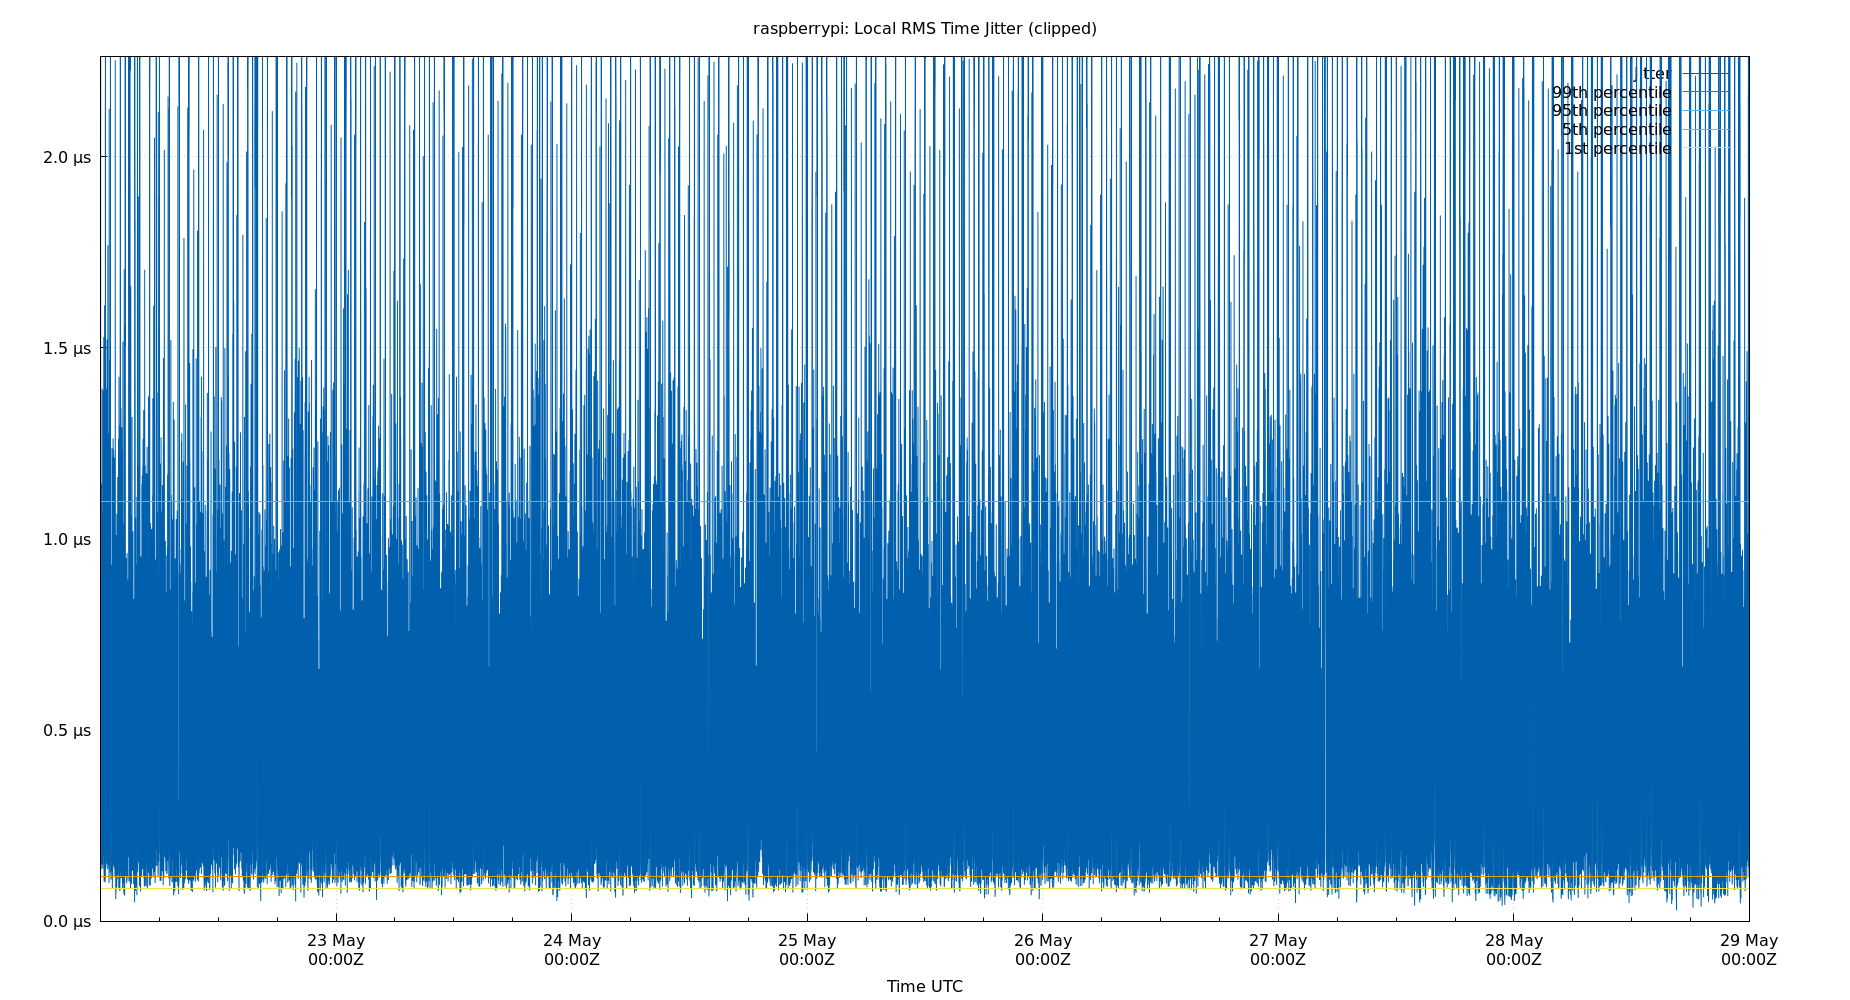 raspberrypi: Local RMS Time Jitter (clipped)
Jitter
99th percentile
95th percentile
5th percentile
1st percentile
2.0 μs
1.5 μs
1.0 μs
0.5 μs
0.0 μs
23 May
00:00Z
24 May
00:00Z
25 May
00:00Z
26 May
00:00Z
27 May
00:00Z
28 May
00:00Z
29 May
00:00Z
Time UTC